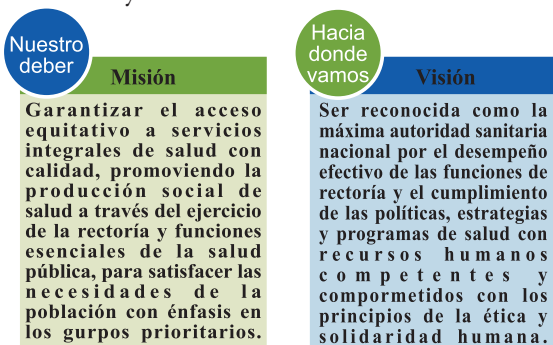 Nuestro
deber
Misión
Garantizar el acceso
equitativo a servicios
integrales de salud con
calidad, promoviendo la
producción social de
salud a través del ejercicio
de la rectoría y funciones
esenciales de la salud
pública, para satisfacer las
necesidades de la
población con énfasis en
los gurpos prioritarios.
Hacia
donde
vamos
Visión
Ser reconocida como la
máxima autoridad sanitaria
nacional por el desempeño
efectivo de las funciones de
rectoría y el cumplimiento
de las políticas, estrategias
y programas de salud con
recursos humanos
competentes y
compormetidos con los
principios de la ética y
solidaridad humana.